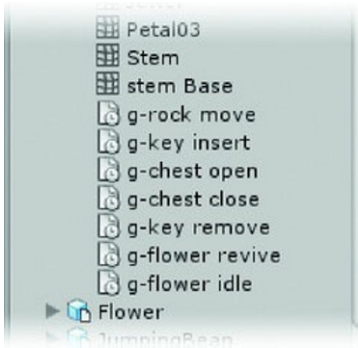 Petal03
Stem
stem Base
g-rock move
g-key insert
g-chest open
g-chest close
g-key remove
g-flower revive
g-flower idle
Flower
JumpingBean